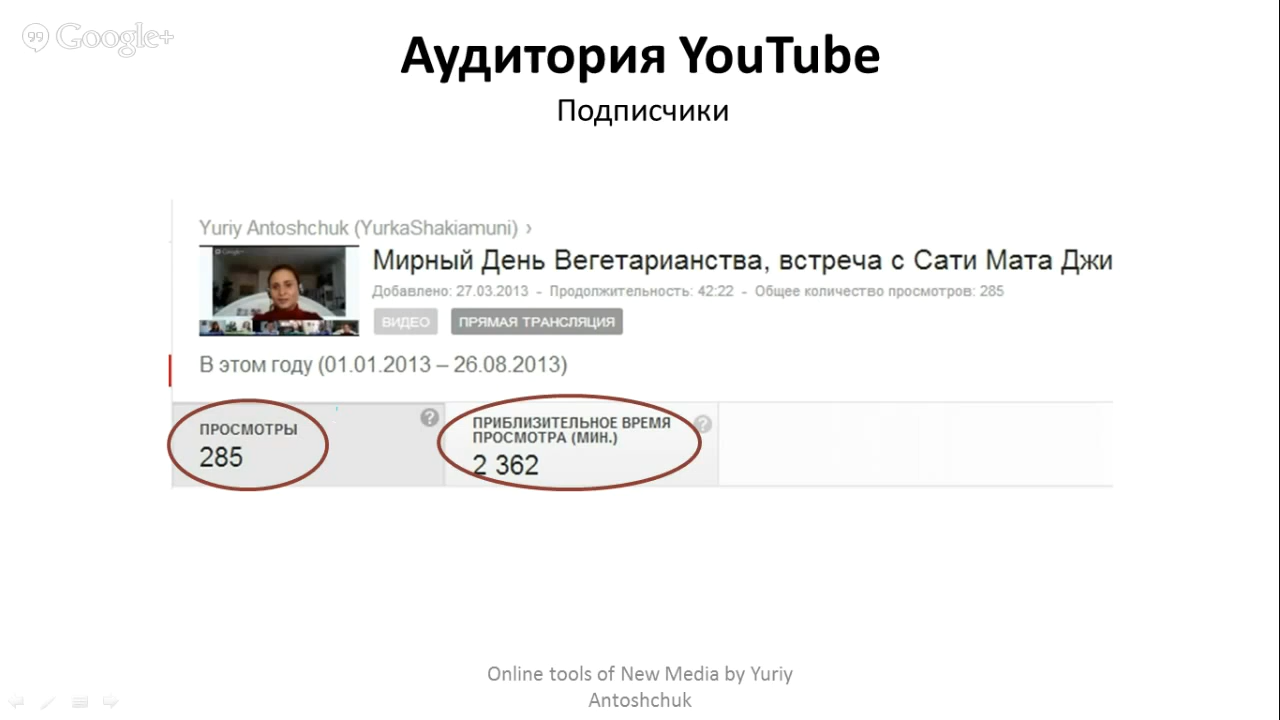 Google+
Аудитория YouTube
Подписчики
Yuriy Antoshchuk (YurkaShakiamuni) ›
Google+
Мирный День Вегетарианства, встреча с Сати Мата Джи
Добавлено: 27.03.2013 - Продолжительность: 42:22 - Общее количество просмотров: 285
ВИДЕО ПРЯМАЯ ТРАНСЛЯЦИЯ
В этом году (01.01.2013 – 26.08.2013)
ПРОСМОТРЫ ?
285
ПРИБЛИЗИТЕЛЬНОЕ ВРЕМЯ ?
ПРОСМОТРА (МИН.)
2 362
Online tools of New Media by Yuriy
Antoshchuk